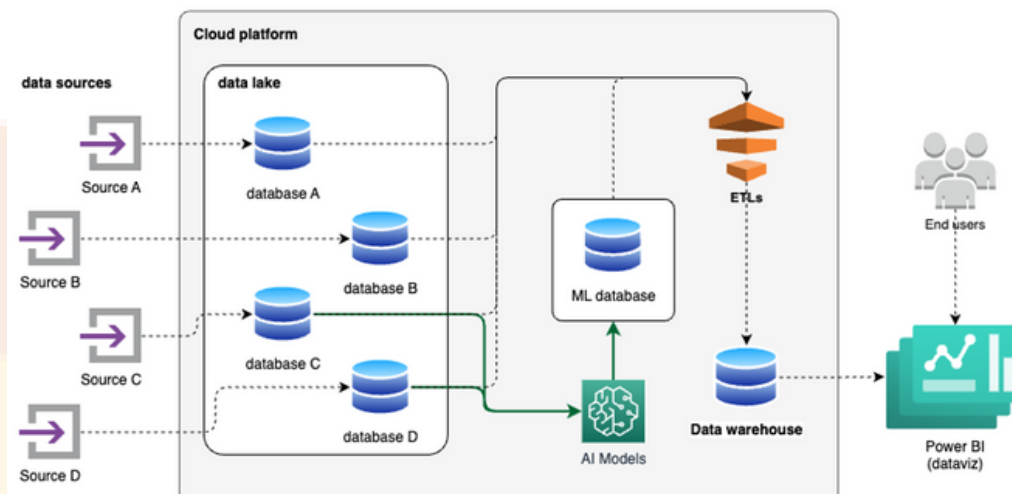 Cloud platform
data sources
data lake
Source A
database A
ETLs
End users
Source B
database B
ML database
Source C
database C
Source D
database D
AI Models
Data warehouse
Power BI
(dataviz)